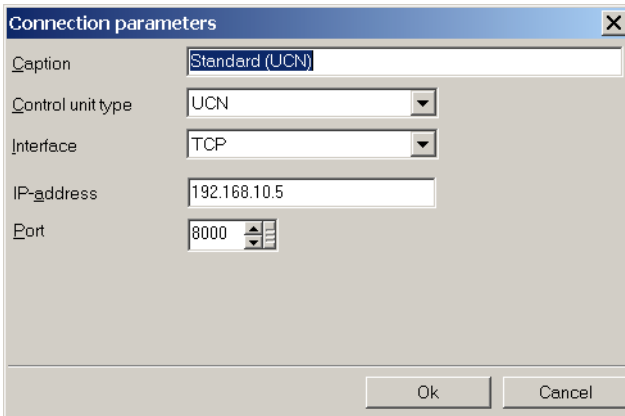 Connection parameters
Caption Standard (UCN)
Control unit type UCN
Interface TCP
IP-address 192.168.10.5
Port 8000
Ok Cancel